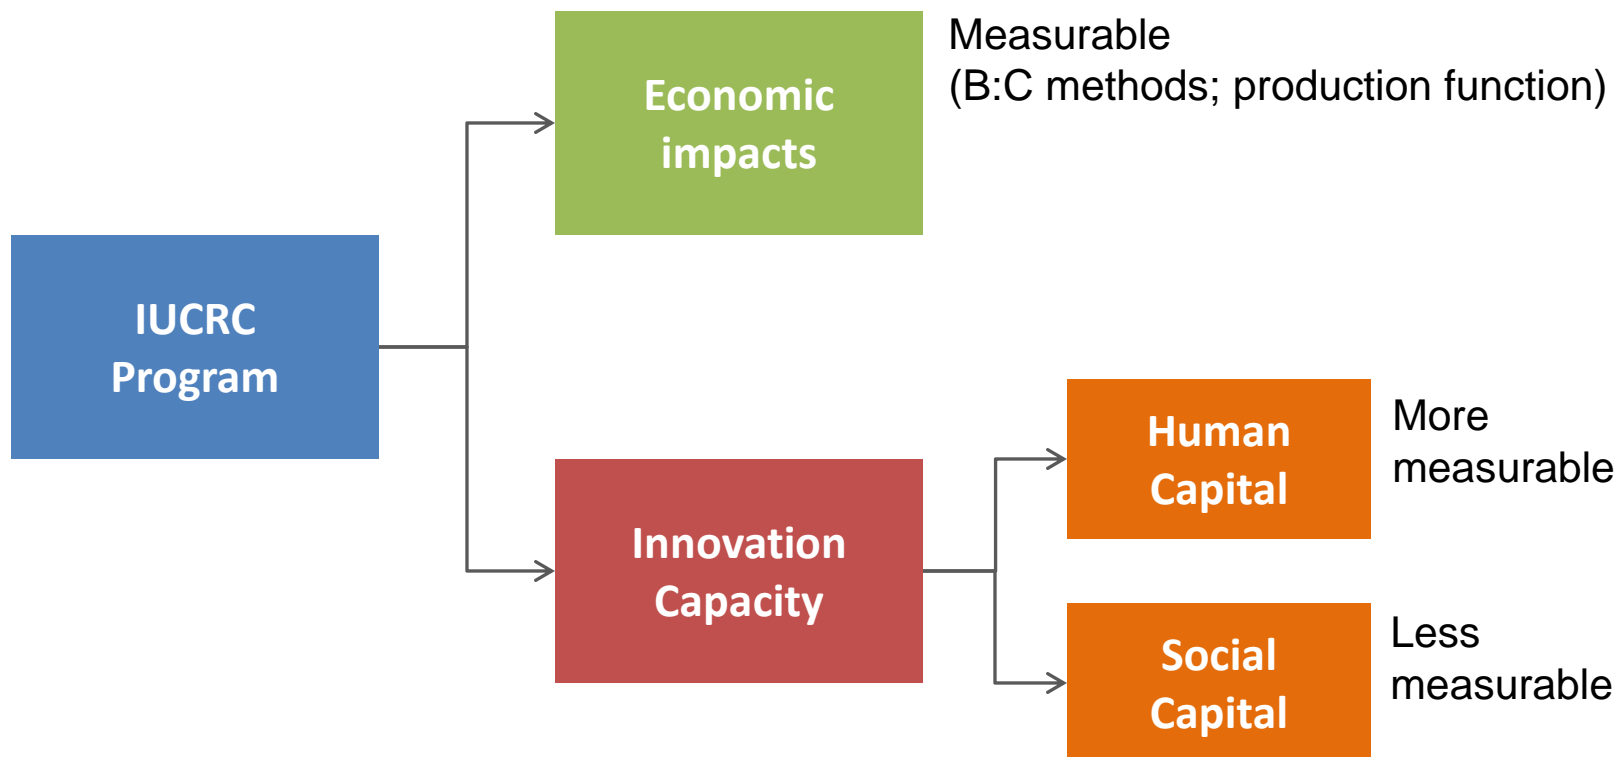 Economic
impacts
Measurable
(B:C methods; production function)
IUCRC
Program
Innovation
Capacity
Human
Capital
More
measurable
Social
Capital
Less
measurable